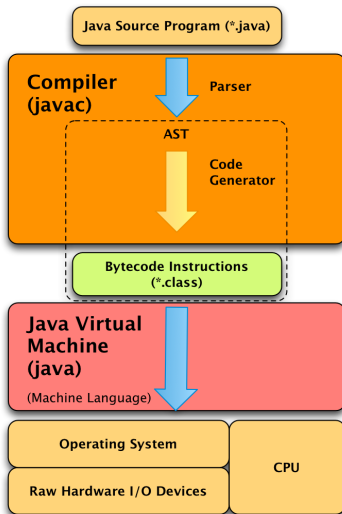 Java Source Program (*.java)
Compiler
(javac)
Parser
AST
Code
Generator
Bytecode Instructions
(*.class)
Java Virtual
Machine
(java)
(Machine Language)
Operating System
CPU
Raw Hardware I/O Devices